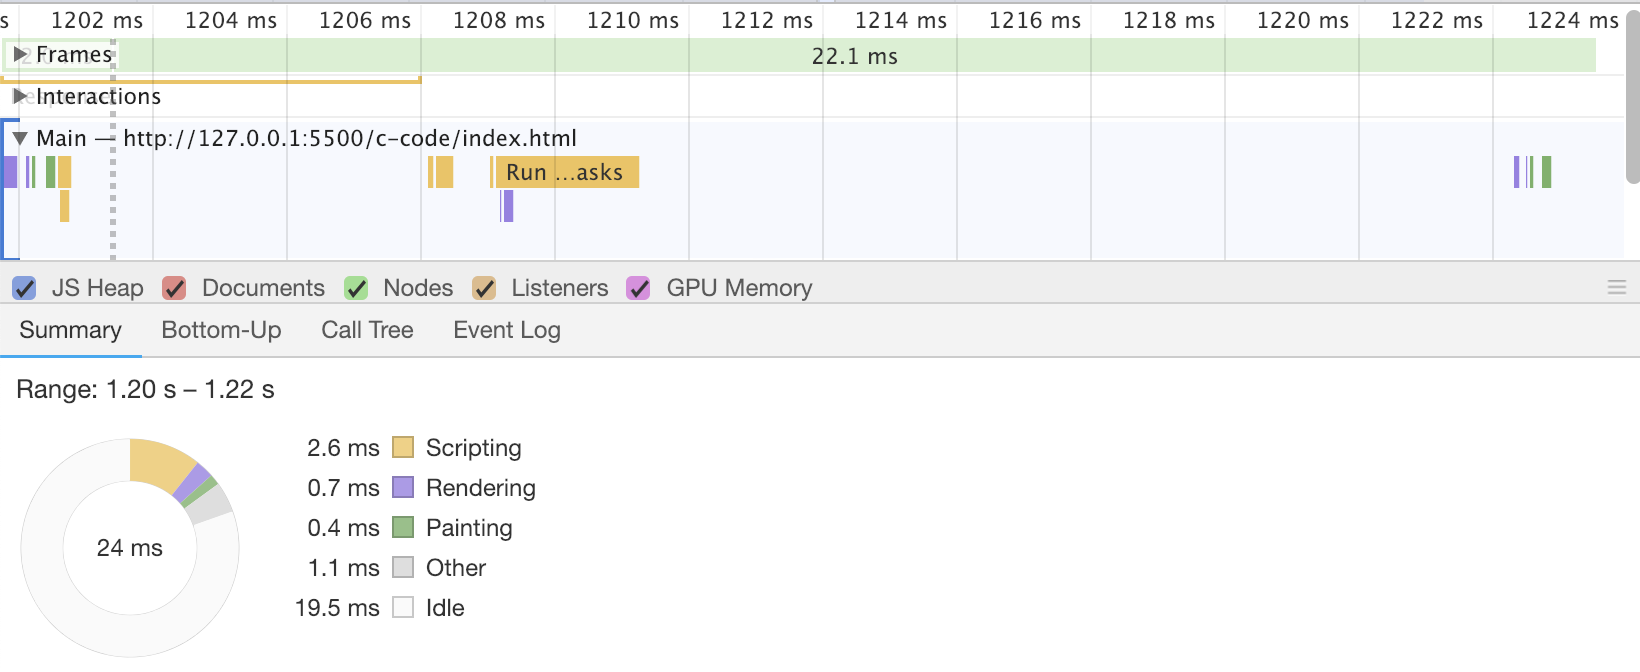 s 1202 ms 1204 ms 1206 ms 1208 ms 1210 ms 1212 ms 1214 ms 1216 ms 1218 ms 1220 ms 1222 ms 1224 ms
Frames 22.1 ms
Interactions
Main — http://127.0.0.1:5500/c-code/index.html
Run ...asks
JS Heap Documents Nodes Listeners GPU Memory
Summary Bottom-Up Call Tree Event Log
Range: 1.20 s – 1.22 s
2.6 ms Scripting
0.7 ms Rendering
0.4 ms Painting
24 ms
1.1 ms Other
19.5 ms Idle